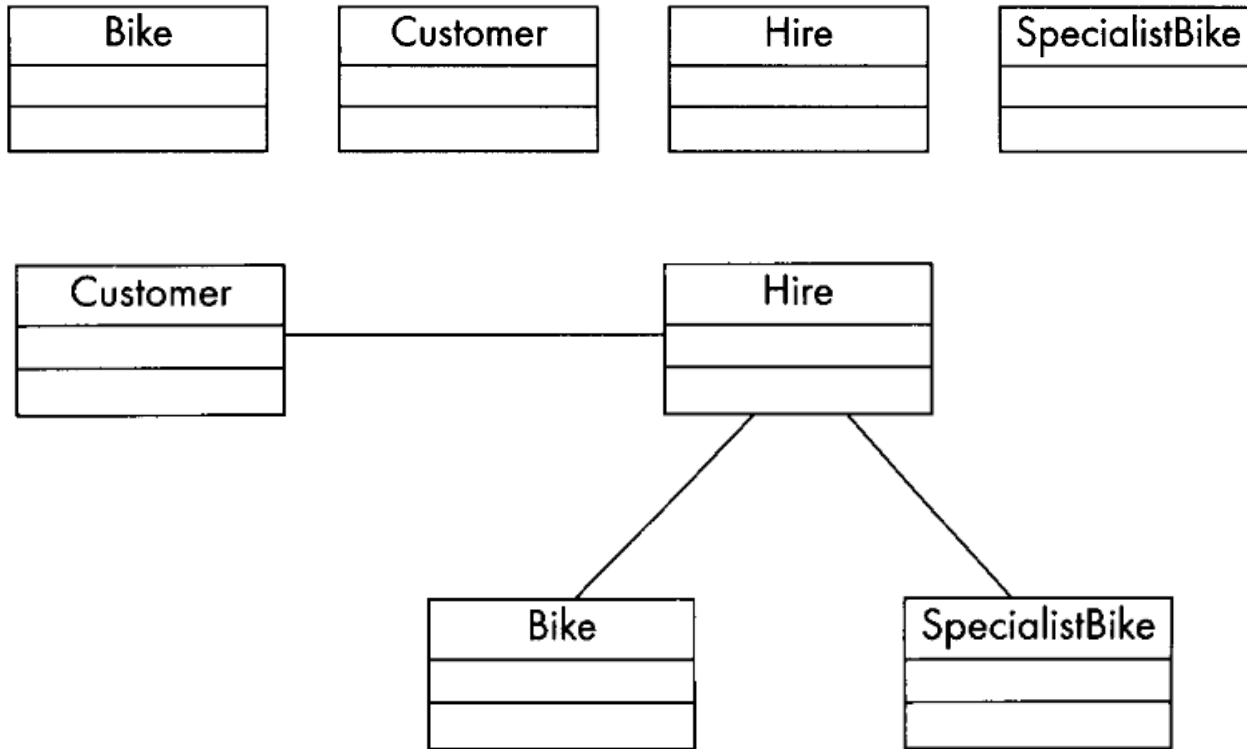 Bike
Customer
Hire
SpecialistBike
Customer
Hire
Bike
SpecialistBike